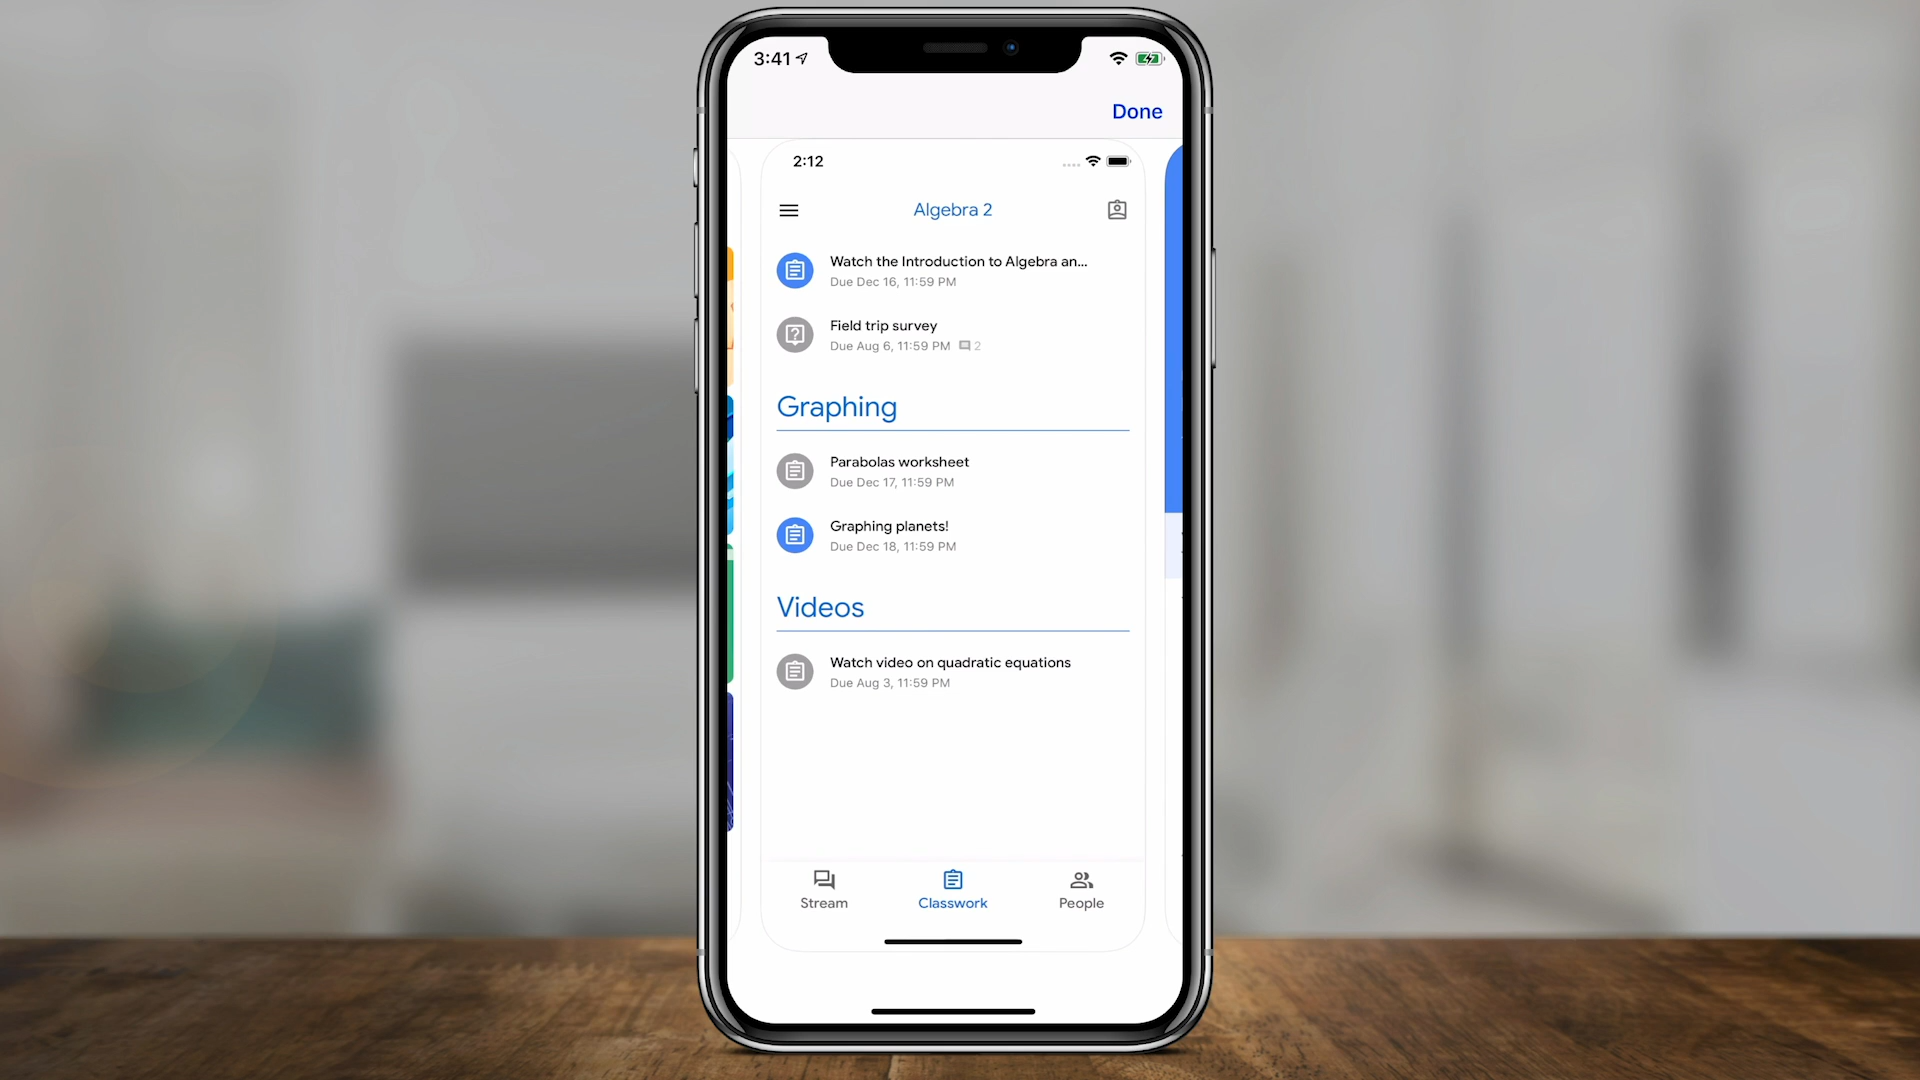 3:41
Done
2:12
Algebra 2
Watch the Introduction to Algebra an...
Due Dec 16, 11:59 PM
Field trip survey
Due Aug 6, 11:59 PM 2
Graphing
Parabolas worksheet
Due Dec 17, 11:59 PM
Graphing planets!
Due Dec 18, 11:59 PM
Videos
Watch video on quadratic equations
Due Aug 3, 11:59 PM
Stream Classwork People